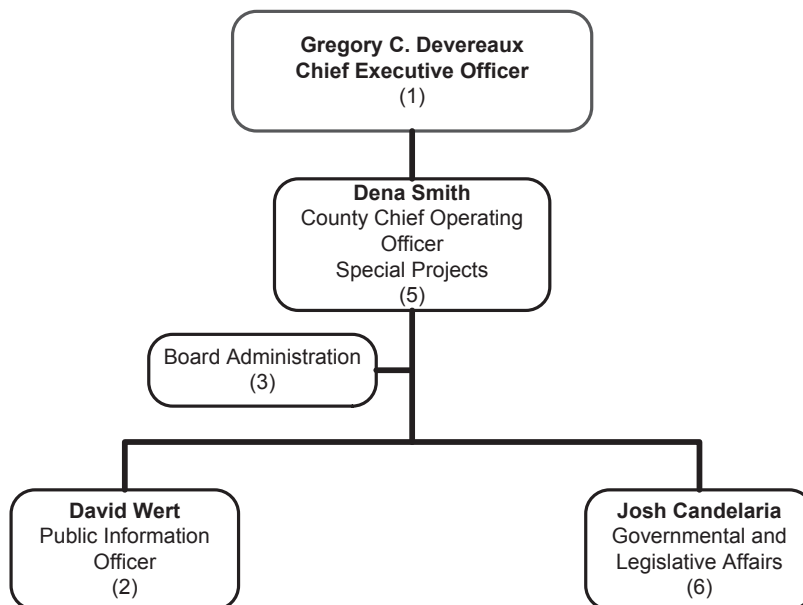 Gregory C. Devereaux
Chief Executive Officer
(1)
Dena Smith
County Chief Operating
Officer
Special Projects
(5)
Board Administration
(3)
David Wert
Public Information
Officer
(2)
Josh Candelaria
Governmental and
Legislative Affairs
(6)